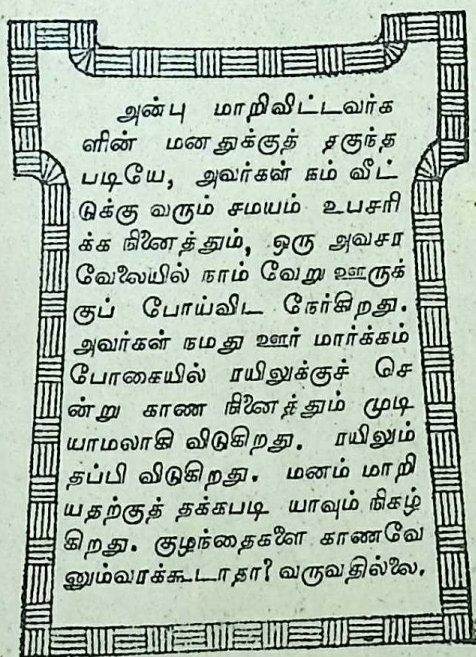 அன்பு மாறிவிட்டவர்க
ளின் மனதுக்குத் தகுந்த
படியே, அவர்கள் நம் வீட்
டுக்கு வரும் சமயம் உபசரி
க்க நினைத்தும், ஒரு அவசர
வேலையில் நாம் வேறு ஊருக்
குப் போய்விட நேர்கிறது.
அவர்கள் நமது ஊர் மார்க்கம்
போகையில் ரயிலுக்குச் செ
ன்று காண நினைத்தும் முடி
யாமலாகி விடுகிறது. ரயிலும்
தப்பி விடுகிறது. மனம் மாறி
யதற்குத் தக்கபடி யாவும் நிகழ்
கிறது. குழந்தைகளை காணவே
னும்வரக்கூடாதா? வருவதில்லை.